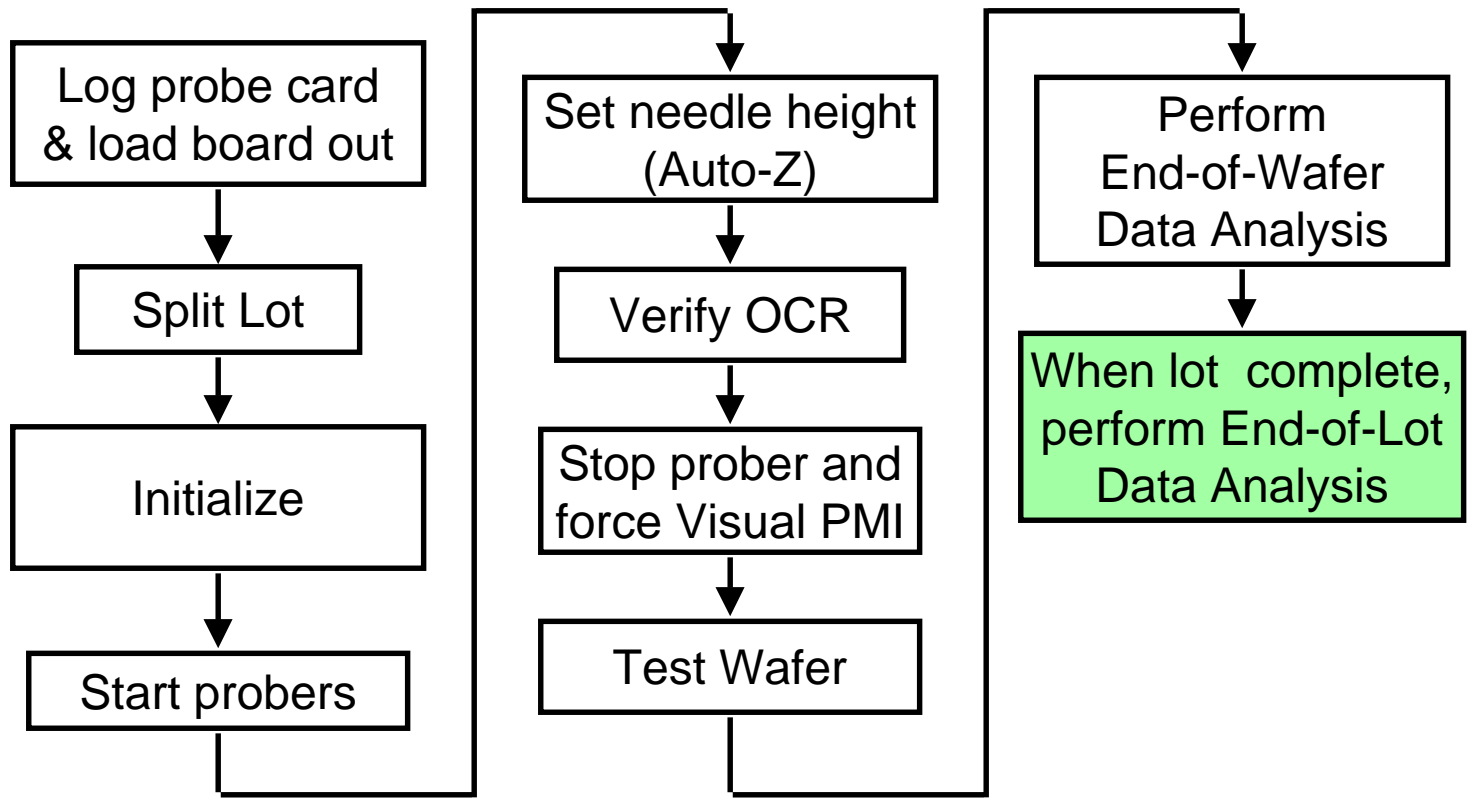 Log probe card
& load board out
Split Lot
Initialize
Start probers
Set needle height
(Auto-Z)
Verify OCR
Stop prober and
force Visual PMI
Test Wafer
Perform
End-of-Wafer
Data Analysis
When lot complete,
perform End-of-Lot
Data Analysis